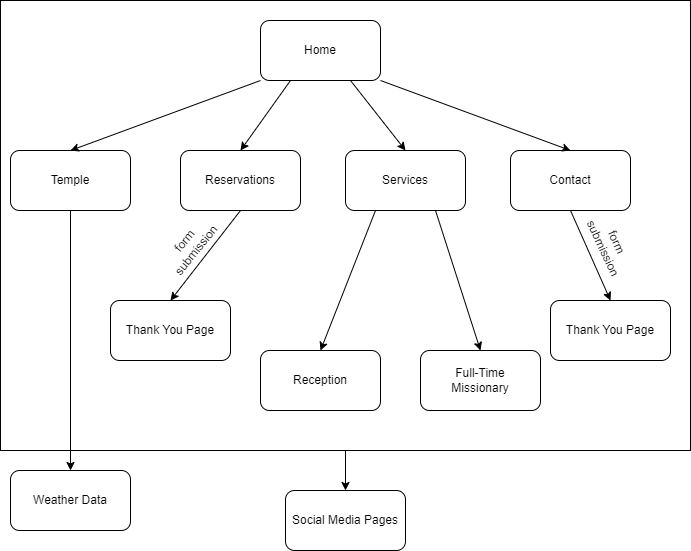 Home
Temple
Reservations
Services
Contact
form
submission
form
submission
Thank You Page
Thank You Page
Reception
Full-Time
Missionary
Weather Data
Social Media Pages